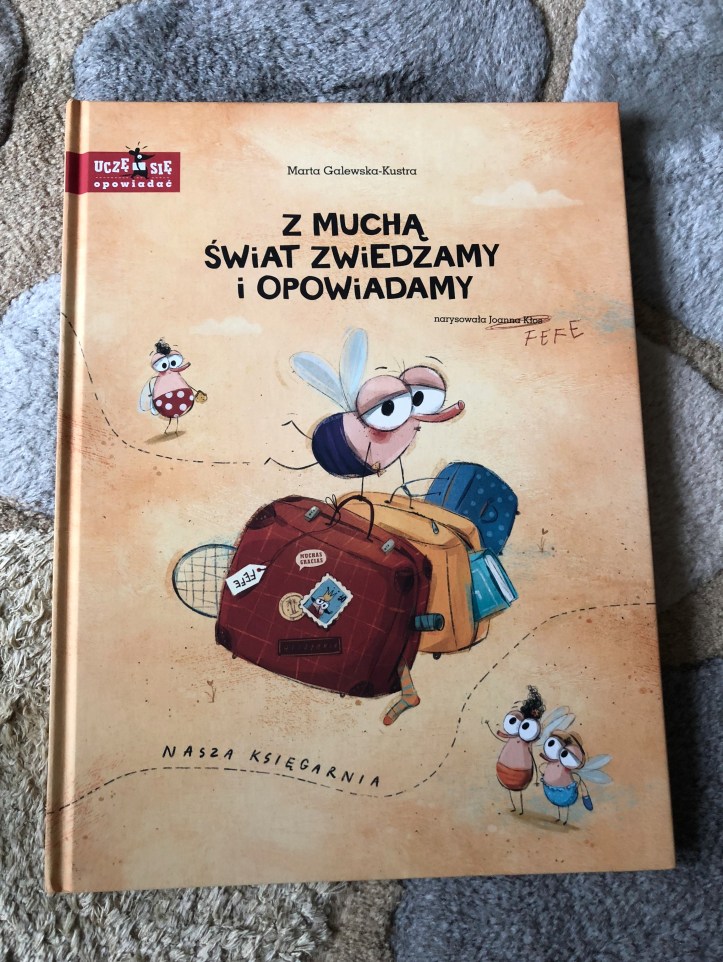 UCZĘ SIĘ
opowiadać
Marta Galewska-Kustra
Z MUCHĄ
ŚWiAT ZWiEDZAMY
i OPOWiADAMY
narysowała Joanna Kłos
FEFE
MUCHAS
GRACIAS
FEFE
NASZA KSIĘGARNIA